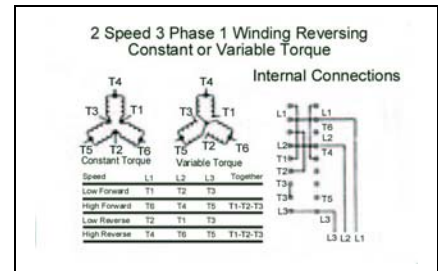 2 Speed 3 Phase 1 Winding Reversing
Constant or Variable Torque
Internal Connections
T4
T3 T1
T5 T2 T6
Constant Torque
T4
T3 T1
T5 T2 T6
Variable Torque
Speed L1 L2 L3 Together
Low Forward T1 T2 T3
High Forward T6 T4 T5 T1-T2-T3
Low Reverse T2 T1 T3
High Reverse T4 T6 T5 T1-T2-T3
L1 L1
T6
L2 L2
T1 T4
T2
T3
T3 T5
L3 L3
L3 L2 L1